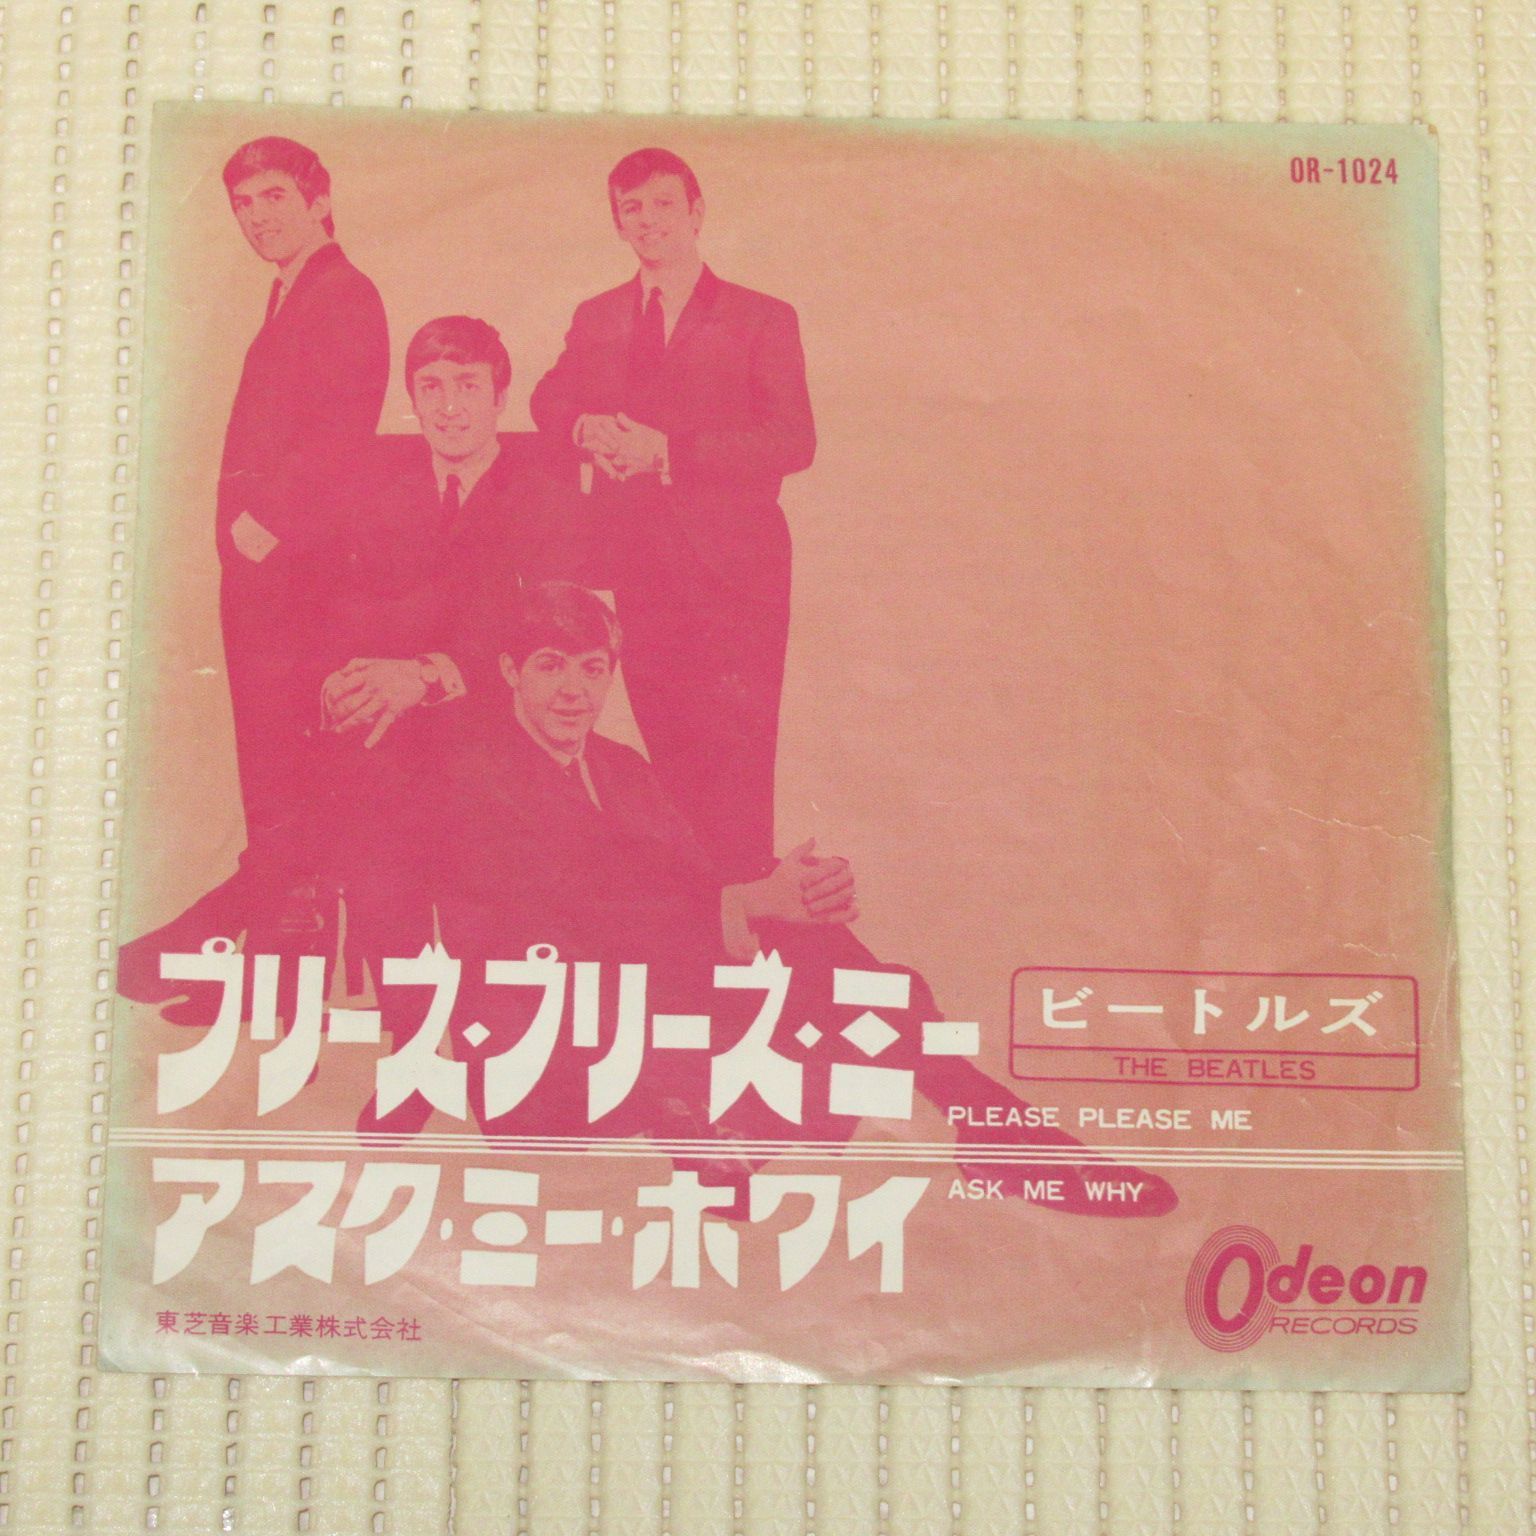 OR-1024
プリーズ・プリーズ・ミー
ビートルズ
THE BEATLES
PLEASE PLEASE ME
アスク・ミー・ホワイ
ASK ME WHY
Odeon
RECORDS
東芝音楽工業株式会社